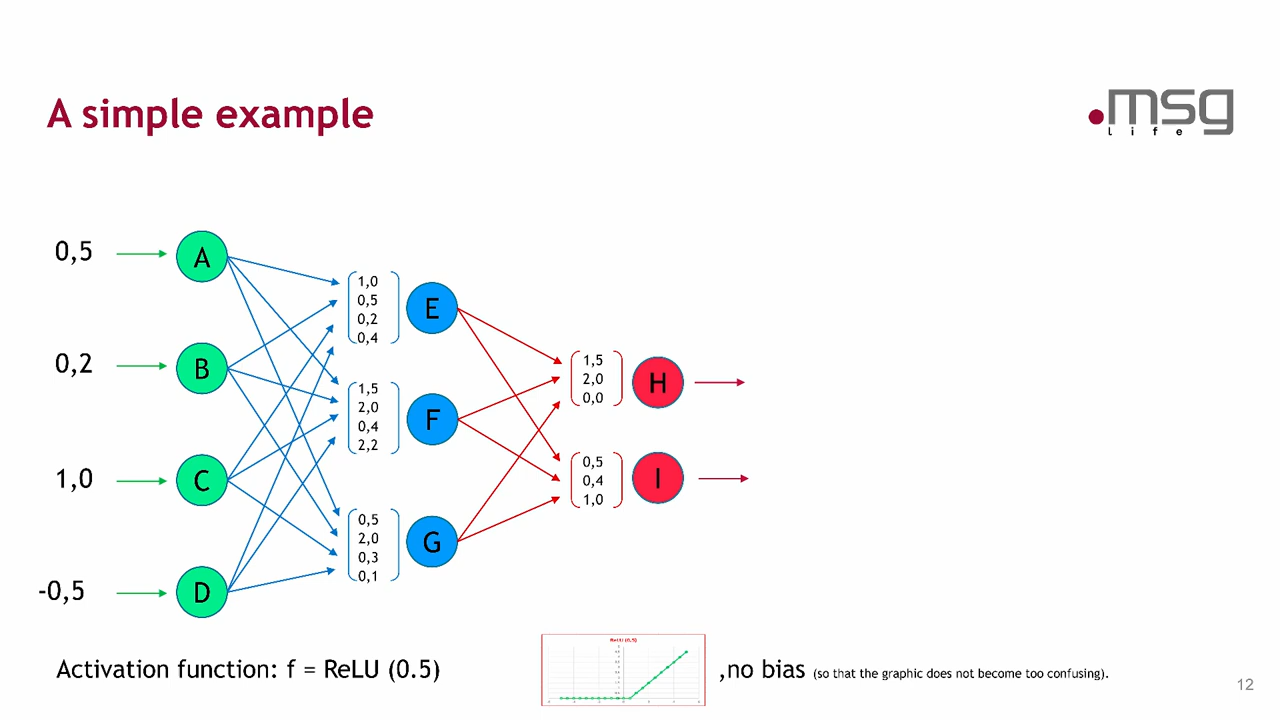 A simple example
msg
life
0,5
A
1,0
0,5
0,2
0,4
E
0,2
B
1,5
2,0
0,0
H
1,5
2,0
0,4
2,2
F
1,0
C
0,5
0,4
1,0
I
0,5
2,0
0,3
0,1
G
-0,5
D
ReLU (0,5)
Activation function: f = ReLU (0.5)
,no bias (so that the graphic does not become too confusing).
12